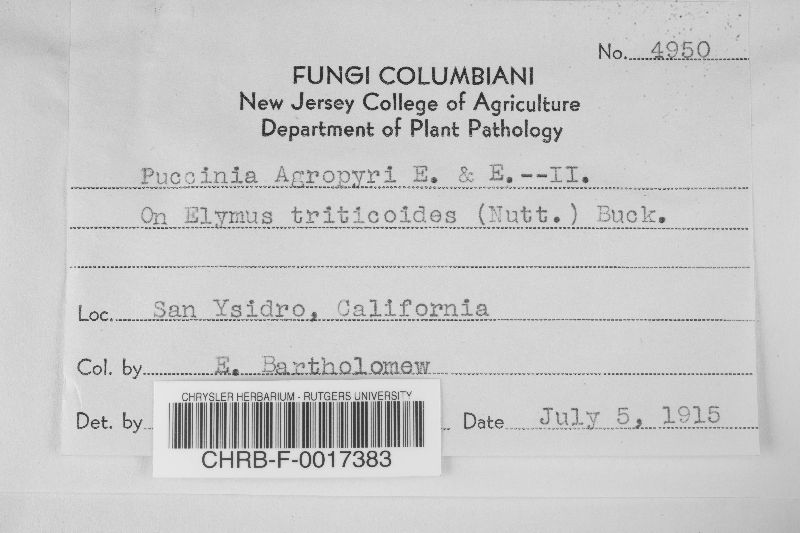 No. 4950
FUNGI COLUMBIANI
New Jersey College of Agriculture
Department of Plant Pathology
Puccinia Agropyri E. & E.--II.
On Elymus triticoides (Nutt.) Buck.
Loc. San Ysidro, California
Col. by E. Bartholomew
Det. by
Date July 5, 1915
CHRYSLER HERBARIUM - RUTGERS UNIVERSITY
CHRB-F-0017383